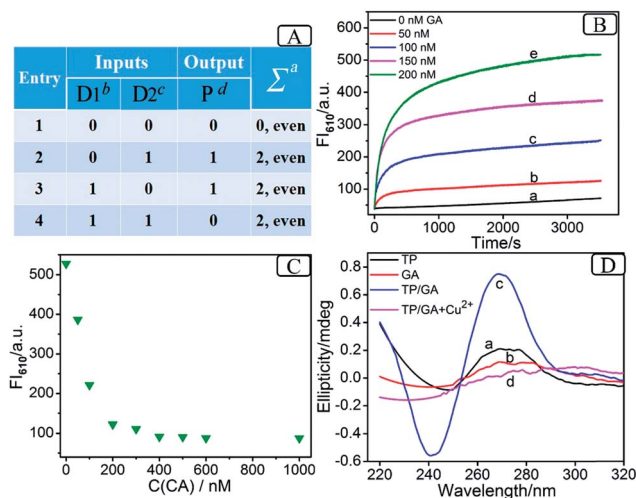 A
Entry Inputs Output Σ a
D1 b D2 c P d
1 0 0 0 0, even
2 0 1 1 2, even
3 1 0 1 2, even
4 1 1 0 2, even
B
0 nM GA
50 nM
100 nM
150 nM
200 nM
e
d
c
b
a
FI610/a.u.
500
400
300
200
100
0 1000 2000 3000
Time/s
C
FI610/a.u.
500
400
300
200
100
0 200 400 600 800 1000
C(CA) / nM
D
TP
GA
TP/GA
TP/GA+Cu2+
c
a
b
d
Ellipticity/mdeg
0.8
0.6
0.4
0.2
0.0
-0.2
-0.4
-0.6
220 240 260 280 300 320
Wavelength/nm